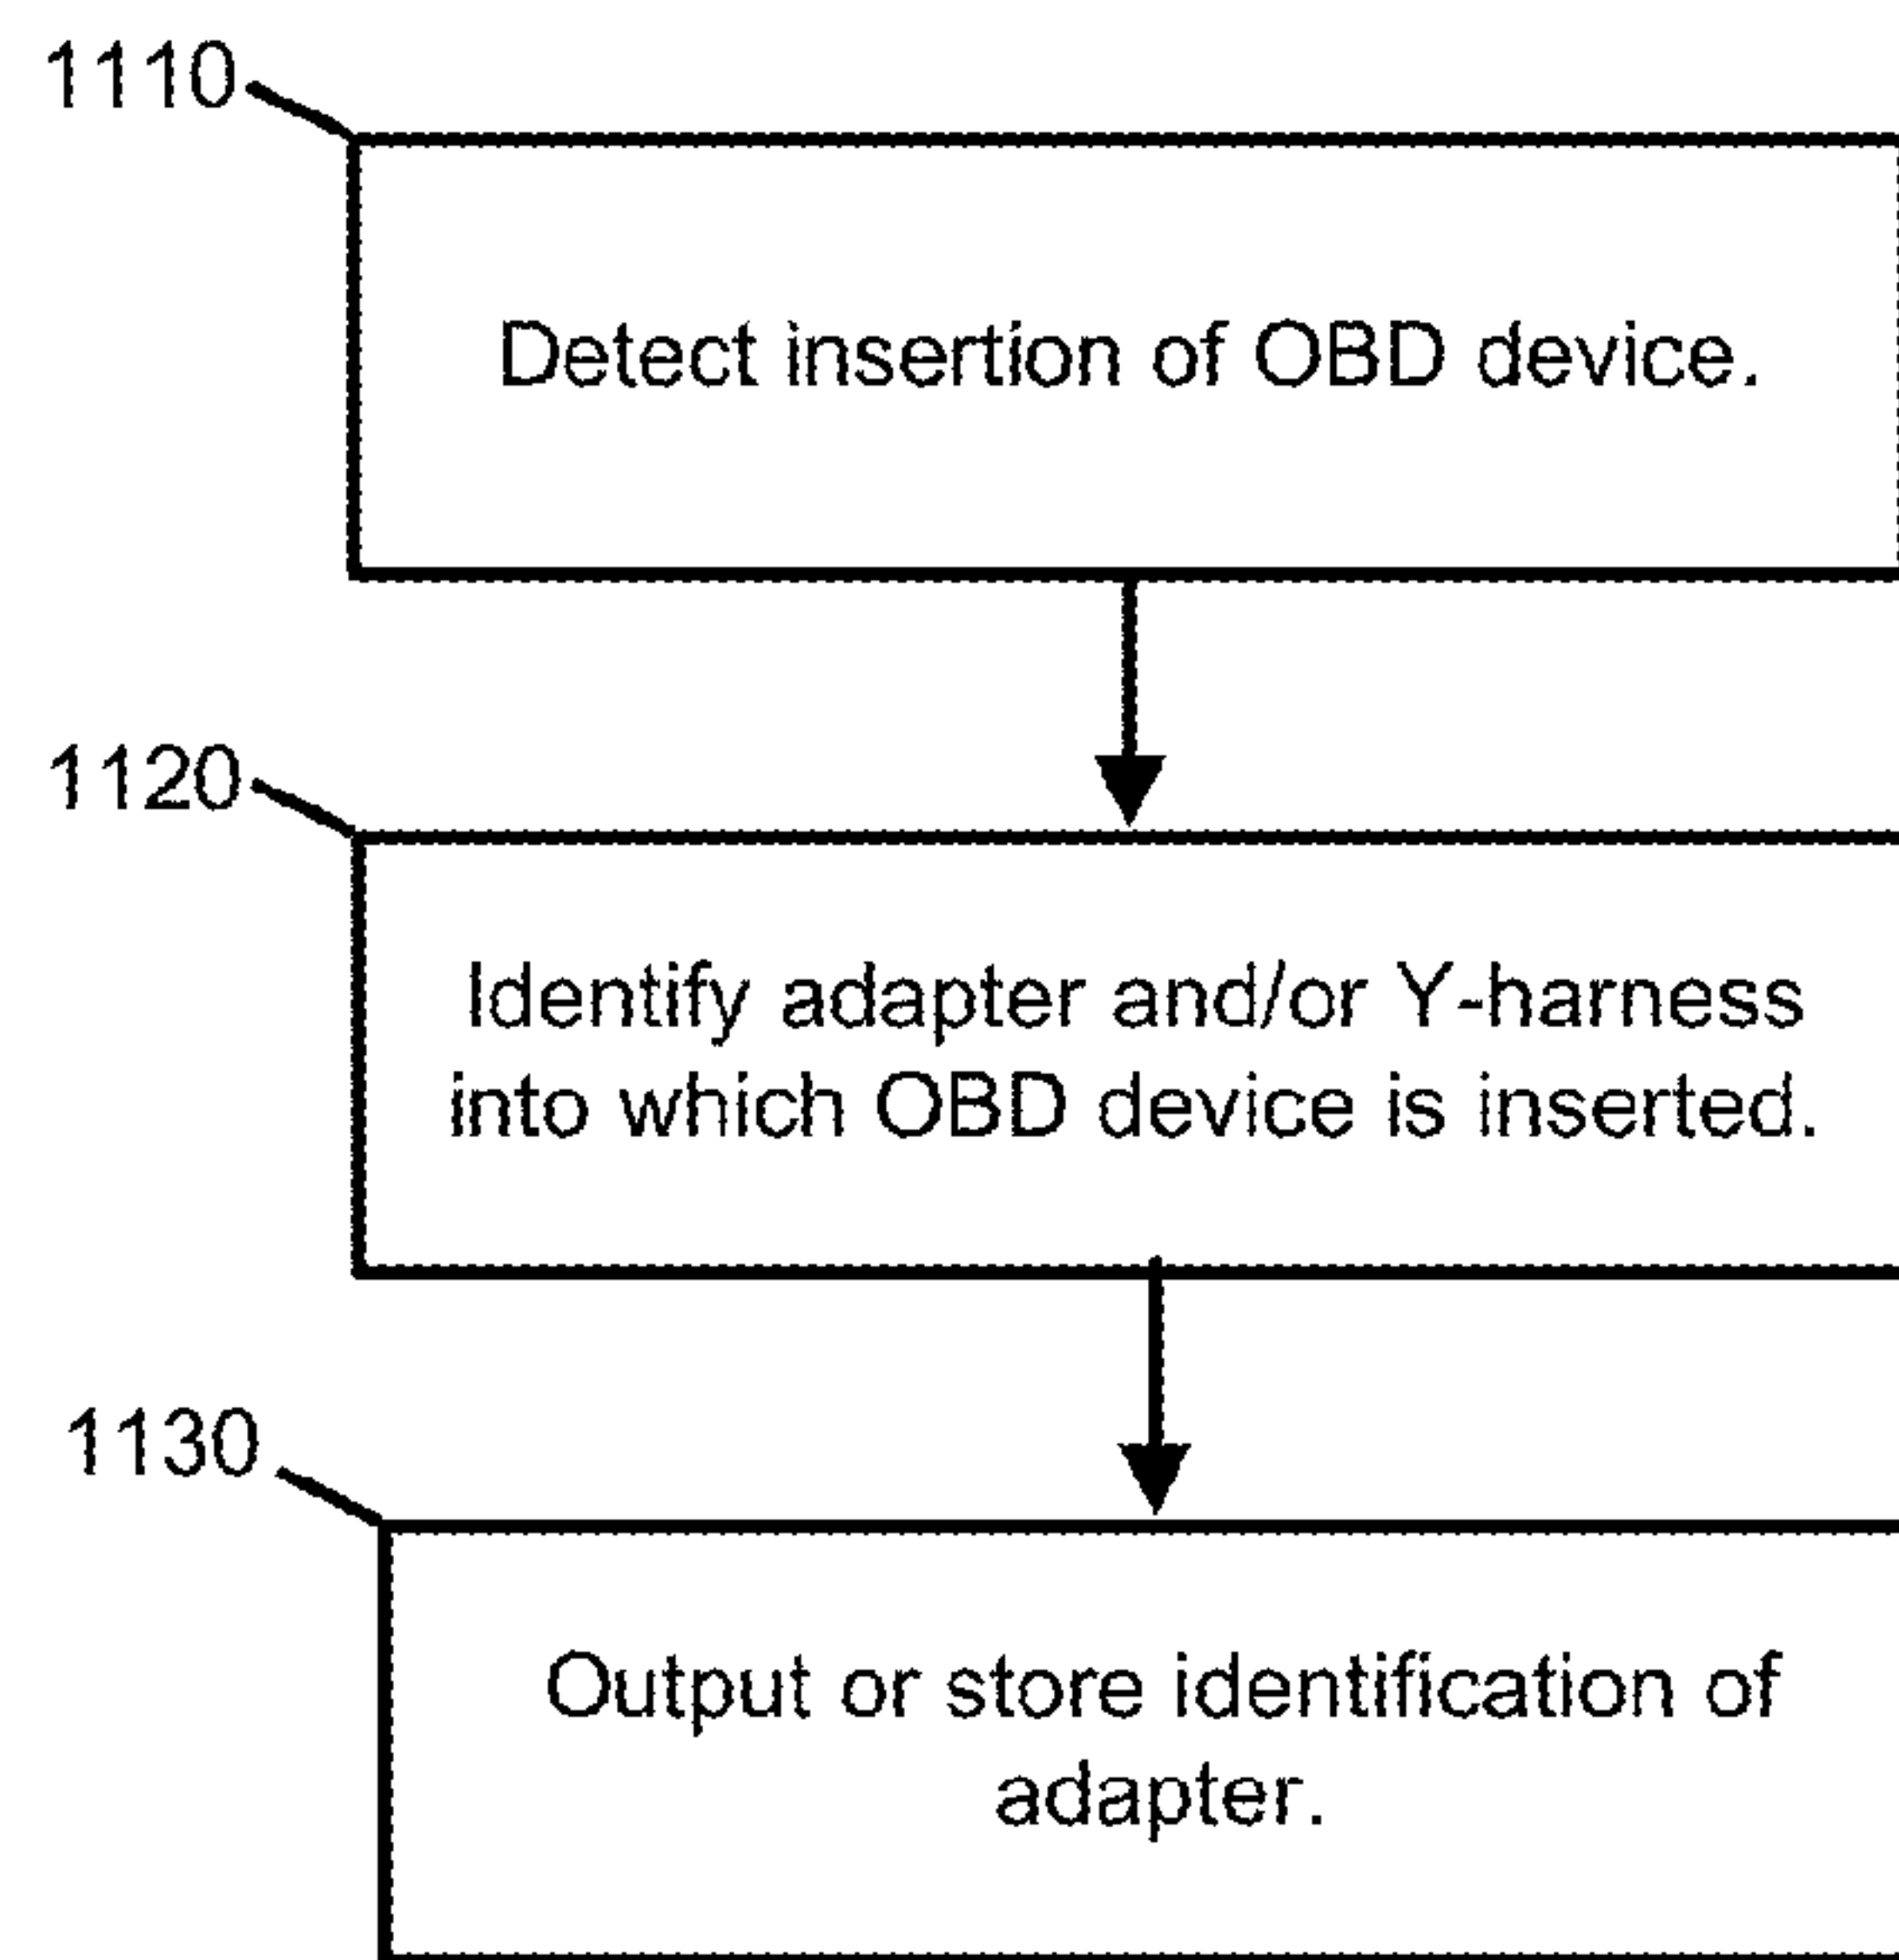 1110
Detect insertion of OBD device.
1120
Identify adapter and/or Y-harness
into which OBD device is inserted.
1130
Output or store identification of
adapter.